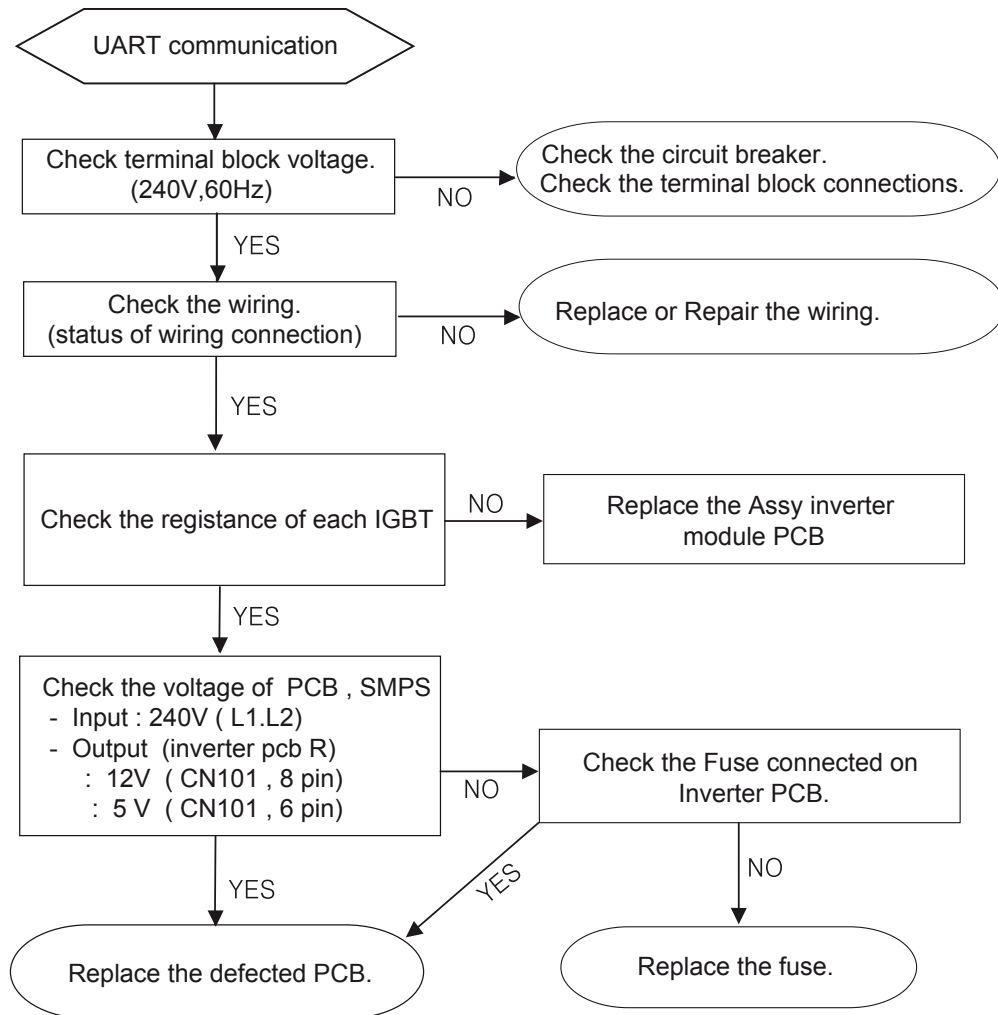 UART communication
Check terminal block voltage.
(240V,60Hz)
NO
Check the circuit breaker.
Check the terminal block connections.
YES
Check the wiring.
(status of wiring connection)
NO
Replace or Repair the wiring.
YES
Check the registance of each IGBT
NO
Replace the Assy inverter
module PCB
YES
Check the voltage of PCB , SMPS
- Input : 240V ( L1.L2)
- Output (inverter pcb R)
: 12V ( CN101 , 8 pin)
: 5 V ( CN101 , 6 pin)
NO
Check the Fuse connected on
Inverter PCB.
YES
YES
NO
Replace the defected PCB.
Replace the fuse.